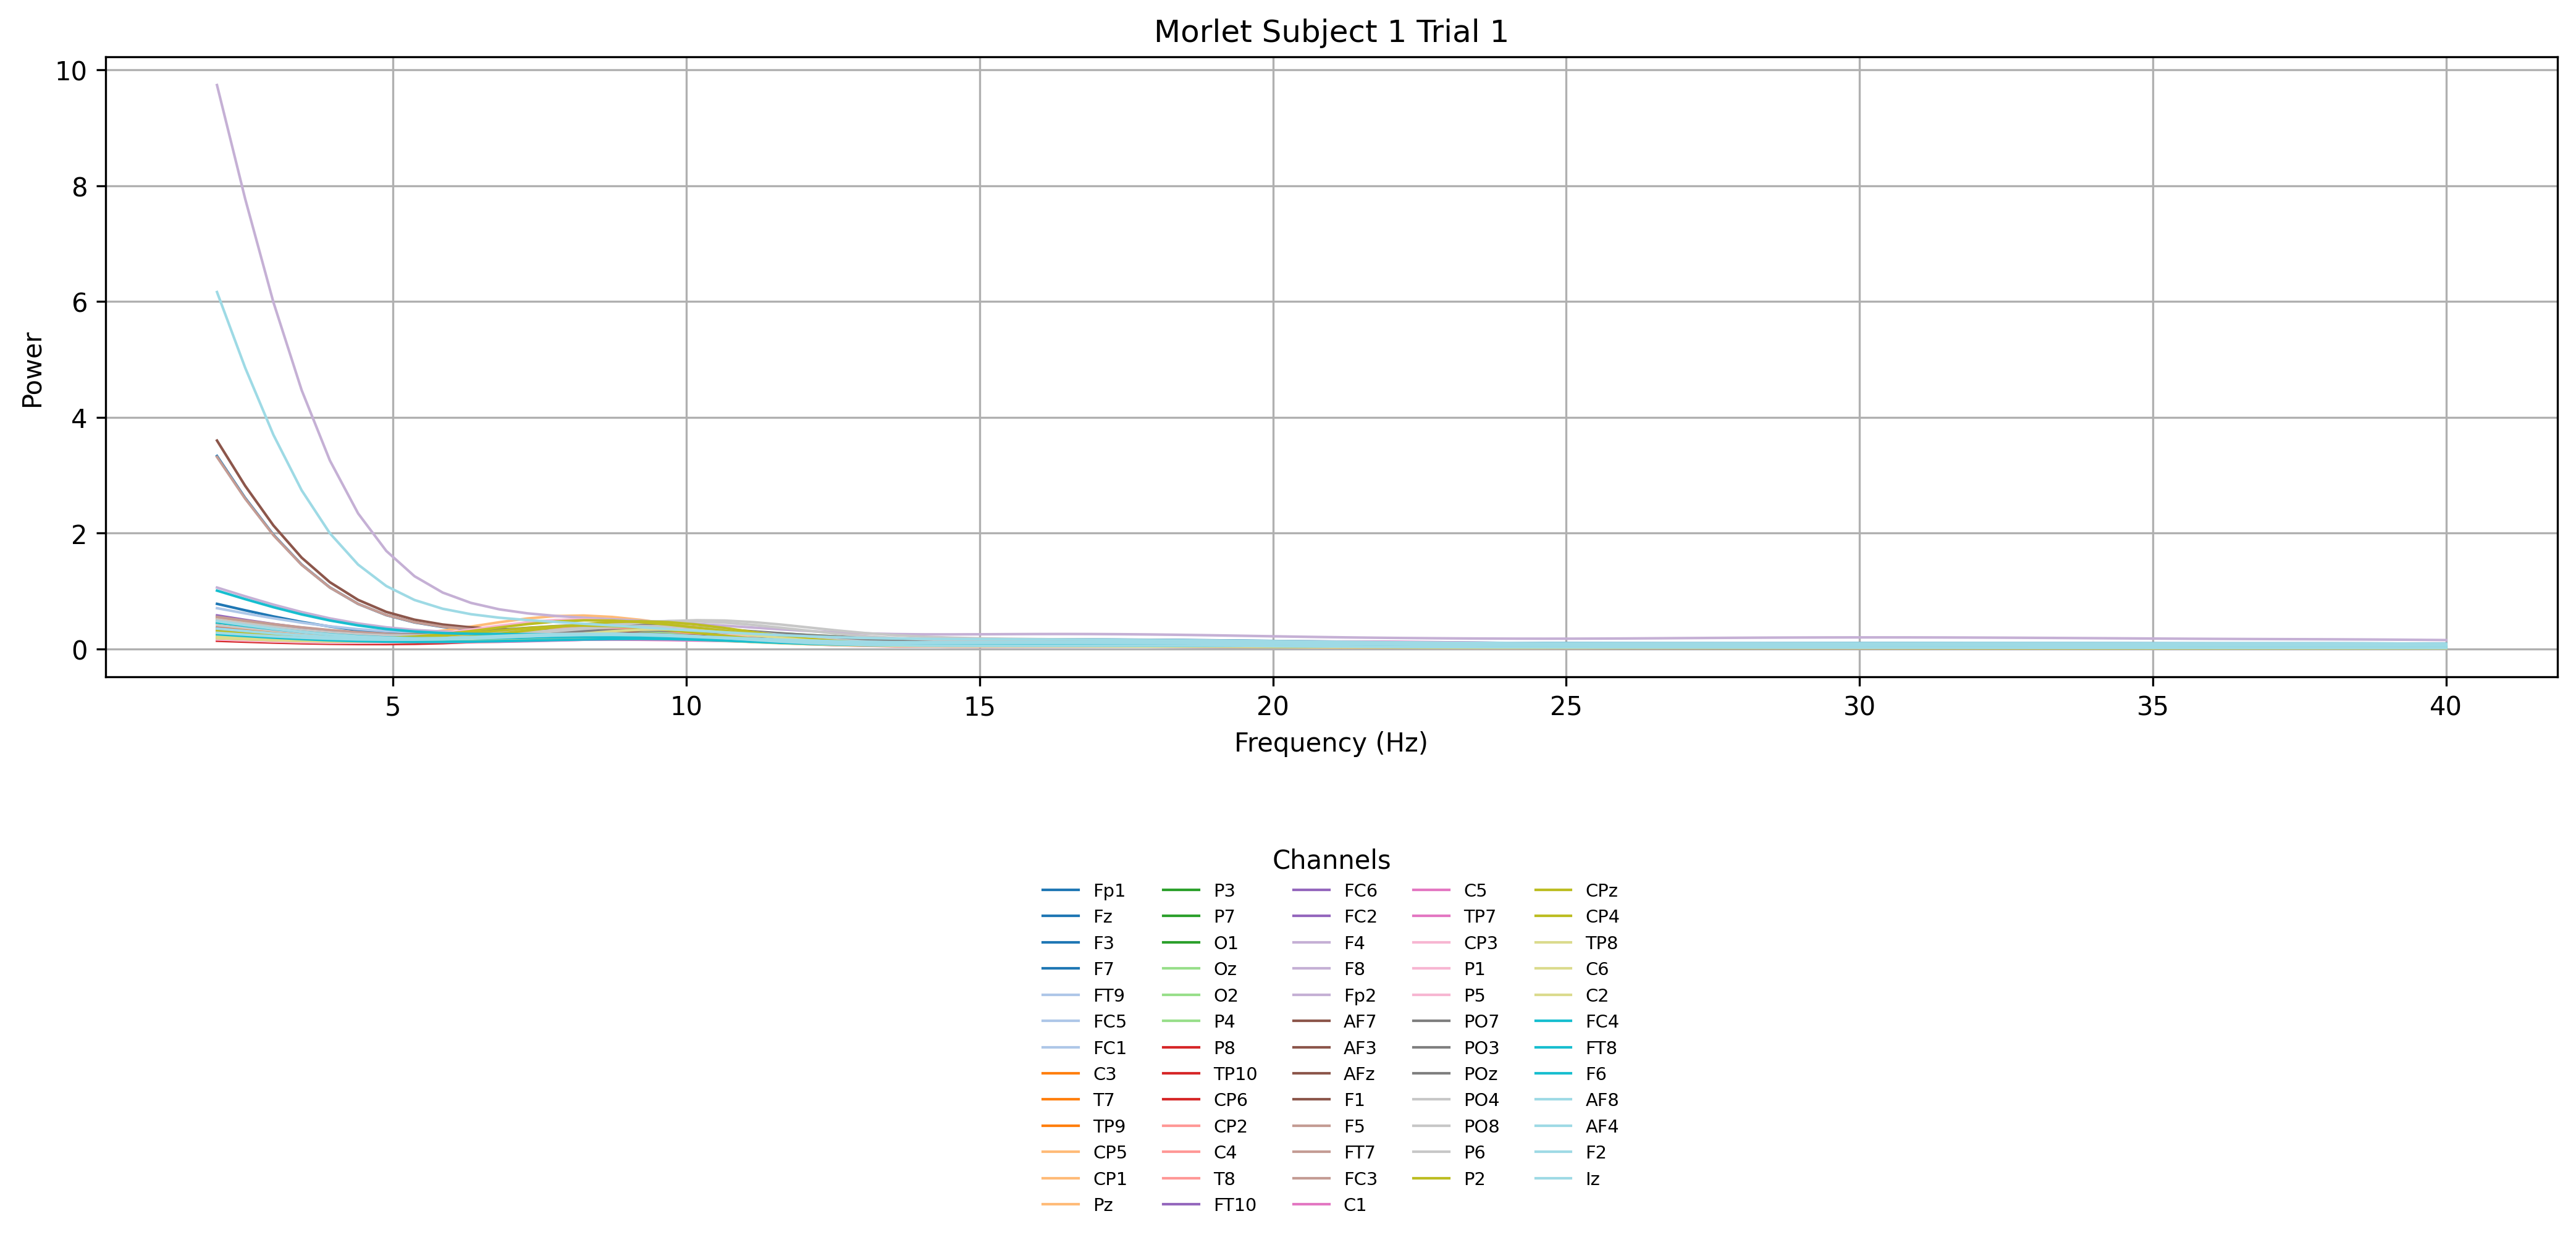 Morlet Subject 1 Trial 1
10
8
6
4
2
0
Power
5 10 15 20 25 30 35 40
Frequency (Hz)
Channels
Fp1 P3 FC6 C5 CPz
Fz P7 FC2 TP7 CP4
F3 O1 F4 CP3 TP8
F7 Oz F8 P1 C6
FT9 O2 Fp2 P5 C2
FC5 P4 AF7 PO7 FC4
FC1 P8 AF3 PO3 FT8
C3 TP10 AFz POz F6
T7 CP6 F1 PO4 AF8
TP9 CP2 F5 PO8 AF4
CP5 C4 FT7 P6 F2
CP1 T8 FC3 P2 Iz
Pz FT10 C1